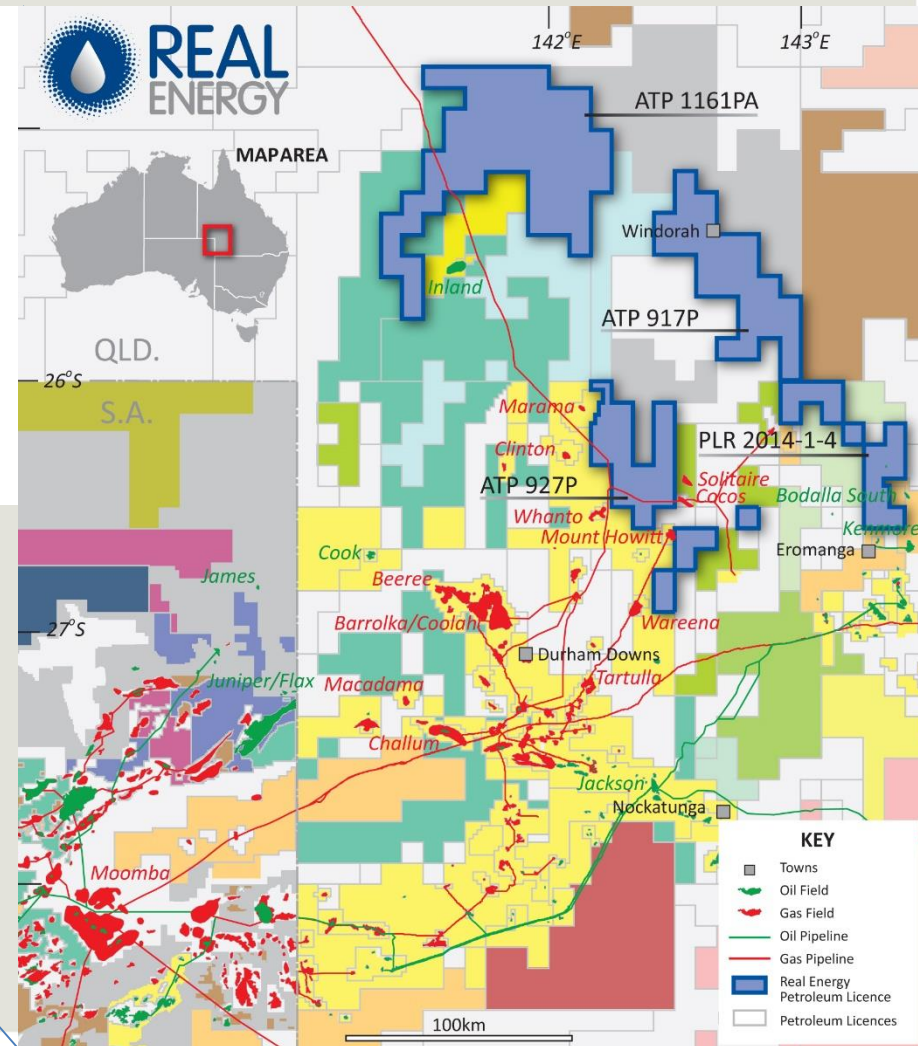 REAL
ENERGY
142°E
143°E
ATP 1161PA
MAPAREA
Windorah
Inland
ATP 917P
QLD.
26°S
S.A.
Marama
PLR 2014-1-4
Clinton
Solitaire
ATP 927P
Cocos
Bodalla South
Whanto
Mount Howitt
Kenmore
Cook
Eromanga
James
Beeree
Barrolka/Coolah
Wareena
27°S
Durham Downs
Juniper/Flax
Tartulla
Macadama
Challum
Jackson
Nockatunga
Moomba
KEY
Towns
Oil Field
Gas Field
Oil Pipeline
Gas Pipeline
Real Energy
Petroleum Licence
Petroleum Licences
100km